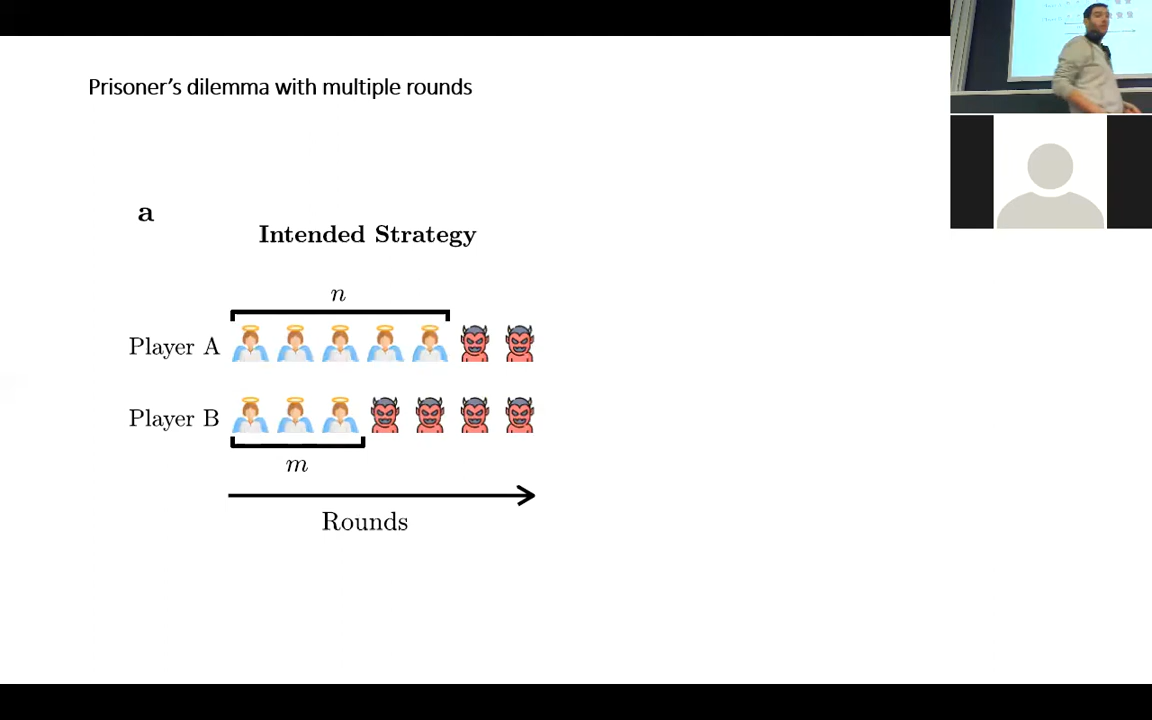 Prisoner's dilemma with multiple rounds
a
Intended Strategy
n
Player A
Player B
m
Rounds